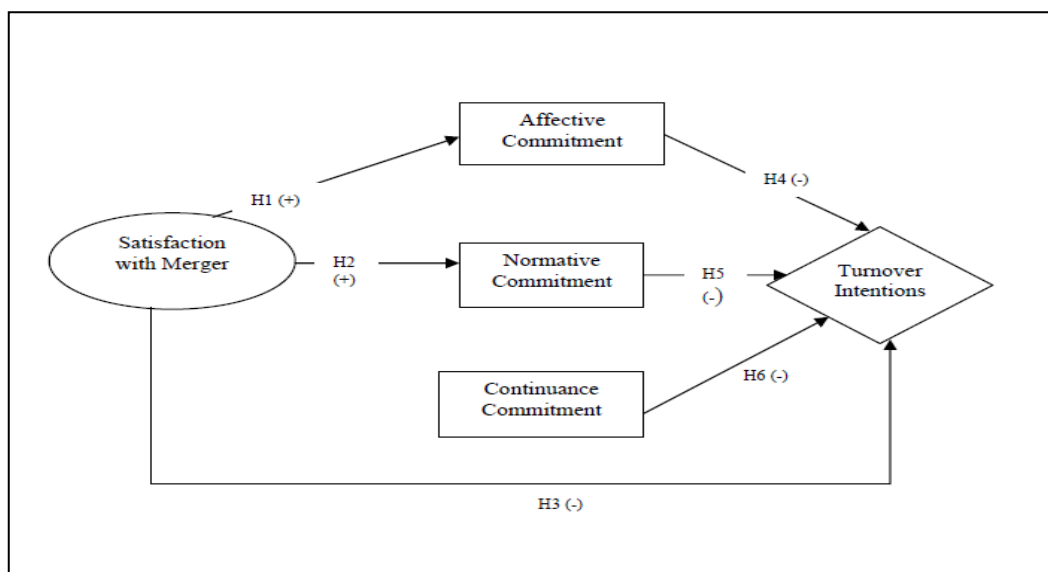 Affective
Commitment
H4 (-)
H1 (+)
Satisfaction
with Merger
H2
(+)
Normative
Commitment
H5
(-)
Turnover
Intentions
H6 (-)
Continuance
Commitment
H3 (-)